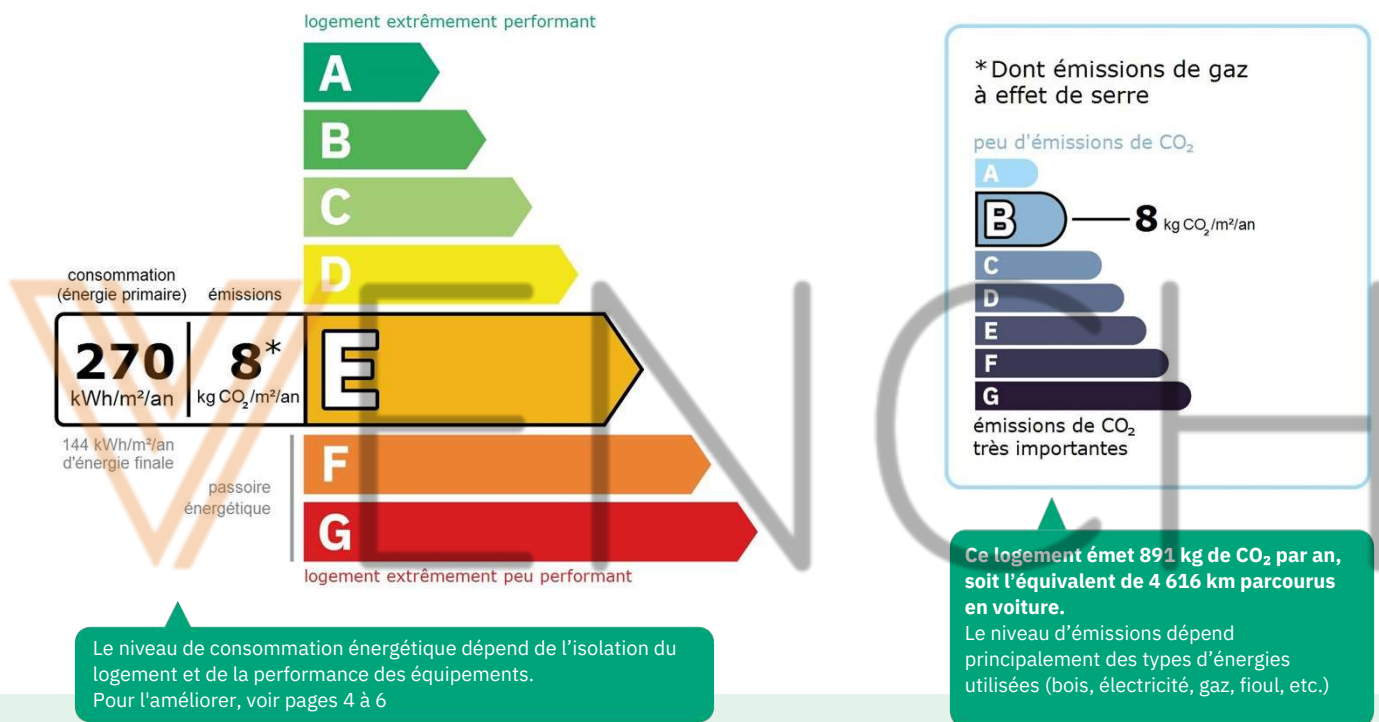 logement extrêmement performant
A
B
C
D
consommation
(énergie primaire)
émissions
270
kWh/m²/an
8*
kg CO₂/m²/an
E
144 kWh/m²/an
d'énergie finale
passoire
énergétique
F
G
logement extrêmement peu performant
Le niveau de consommation énergétique dépend de l'isolation du
logement et de la performance des équipements.
Pour l'améliorer, voir pages 4 à 6
*Dont émissions de gaz
à effet de serre
peu d'émissions de CO₂
A
B
8 kg CO₂/m²/an
C
D
E
F
G
émissions de CO₂
très importantes
Ce logement émet 891 kg de CO₂ par an,
soit l'équivalent de 4 616 km parcourus
en voiture.
Le niveau d'émissions dépend
principalement des types d'énergies
utilisées (bois, électricité, gaz, fioul, etc.)
VENCH